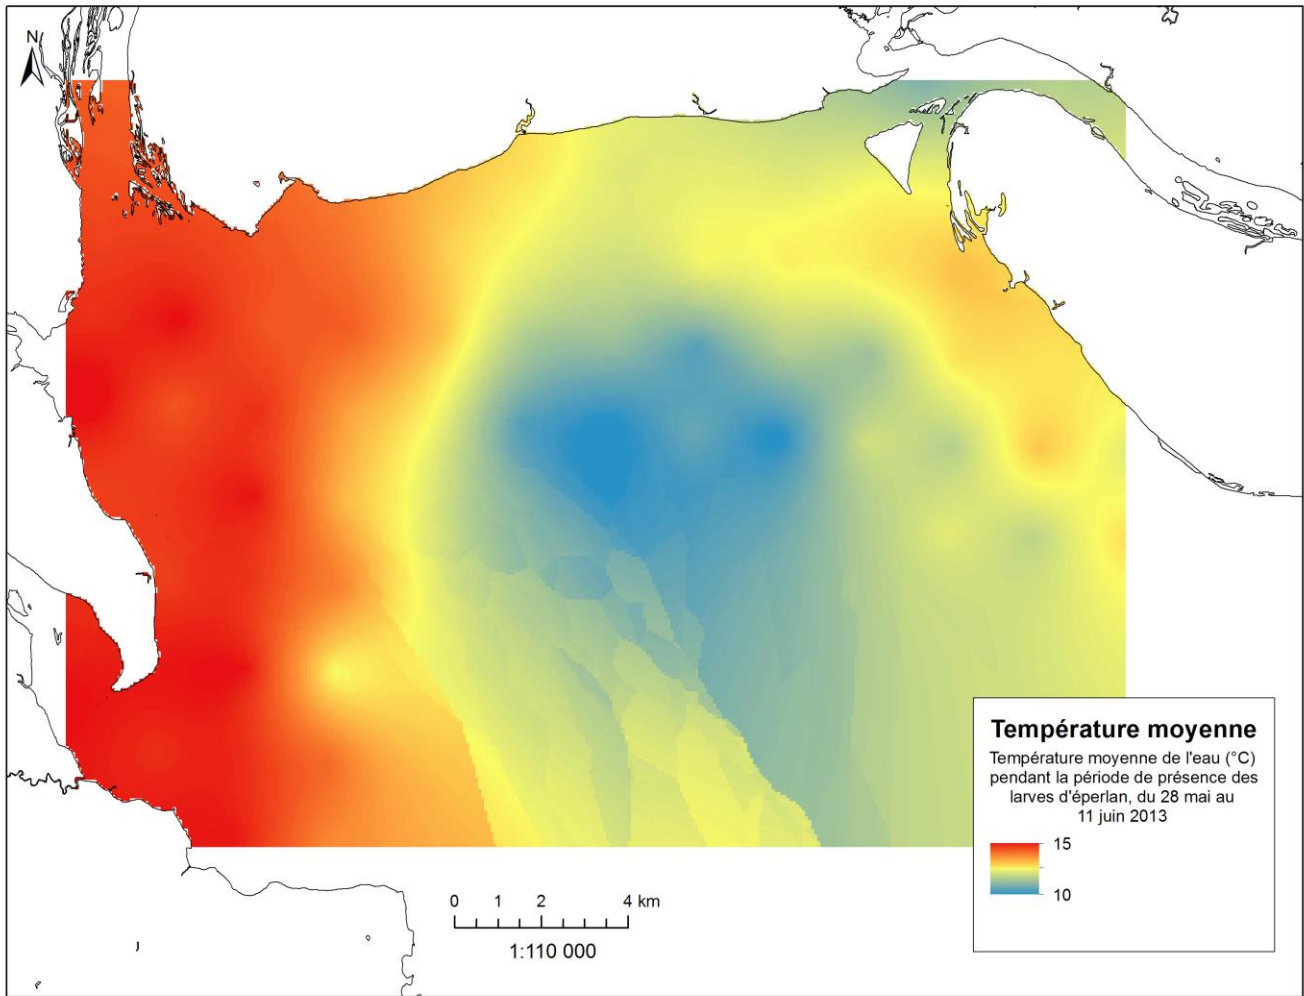 N
Température moyenne
Température moyenne de l'eau (°C)
pendant la période de présence des
larves d'éperlan, du 28 mai au
11 juin 2013
15
10
0 1 2 4 km
1:110 000